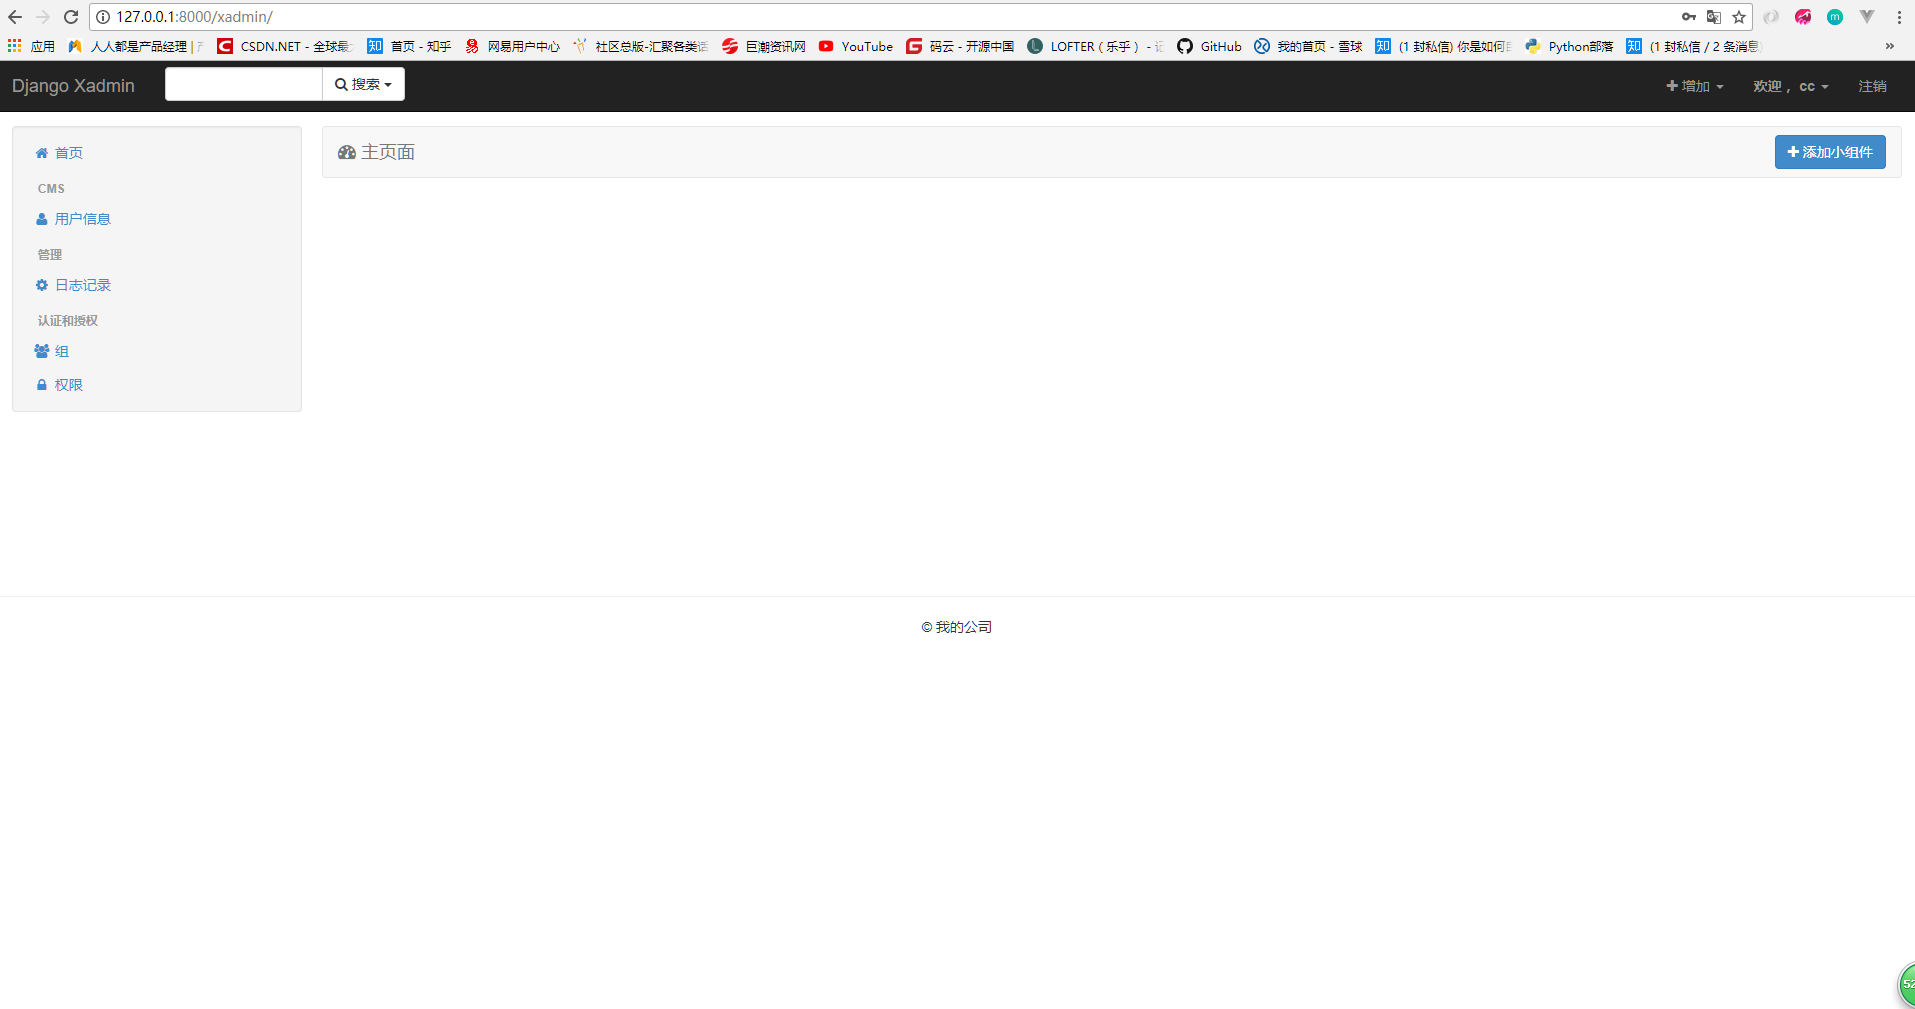 127.0.0.1:8000/xadmin/
应用 人人都是产品经理 | CSDN.NET - 全球最 首页 - 知乎 网易用户中心 社区总版-汇聚各类话 巨潮资讯网 YouTube 码云 - 开源中国 LOFTER（乐乎） - GitHub 我的首页 - 雪球 (1 封私信) 你是如何 Python部落 (1 封私信 / 2 条消息 »
Django Xadmin 搜索 增加 欢迎， cc 注销
首页
CMS
用户信息
管理
日志记录
认证和授权
组
权限
主页面
添加小组件
© 我的公司
52